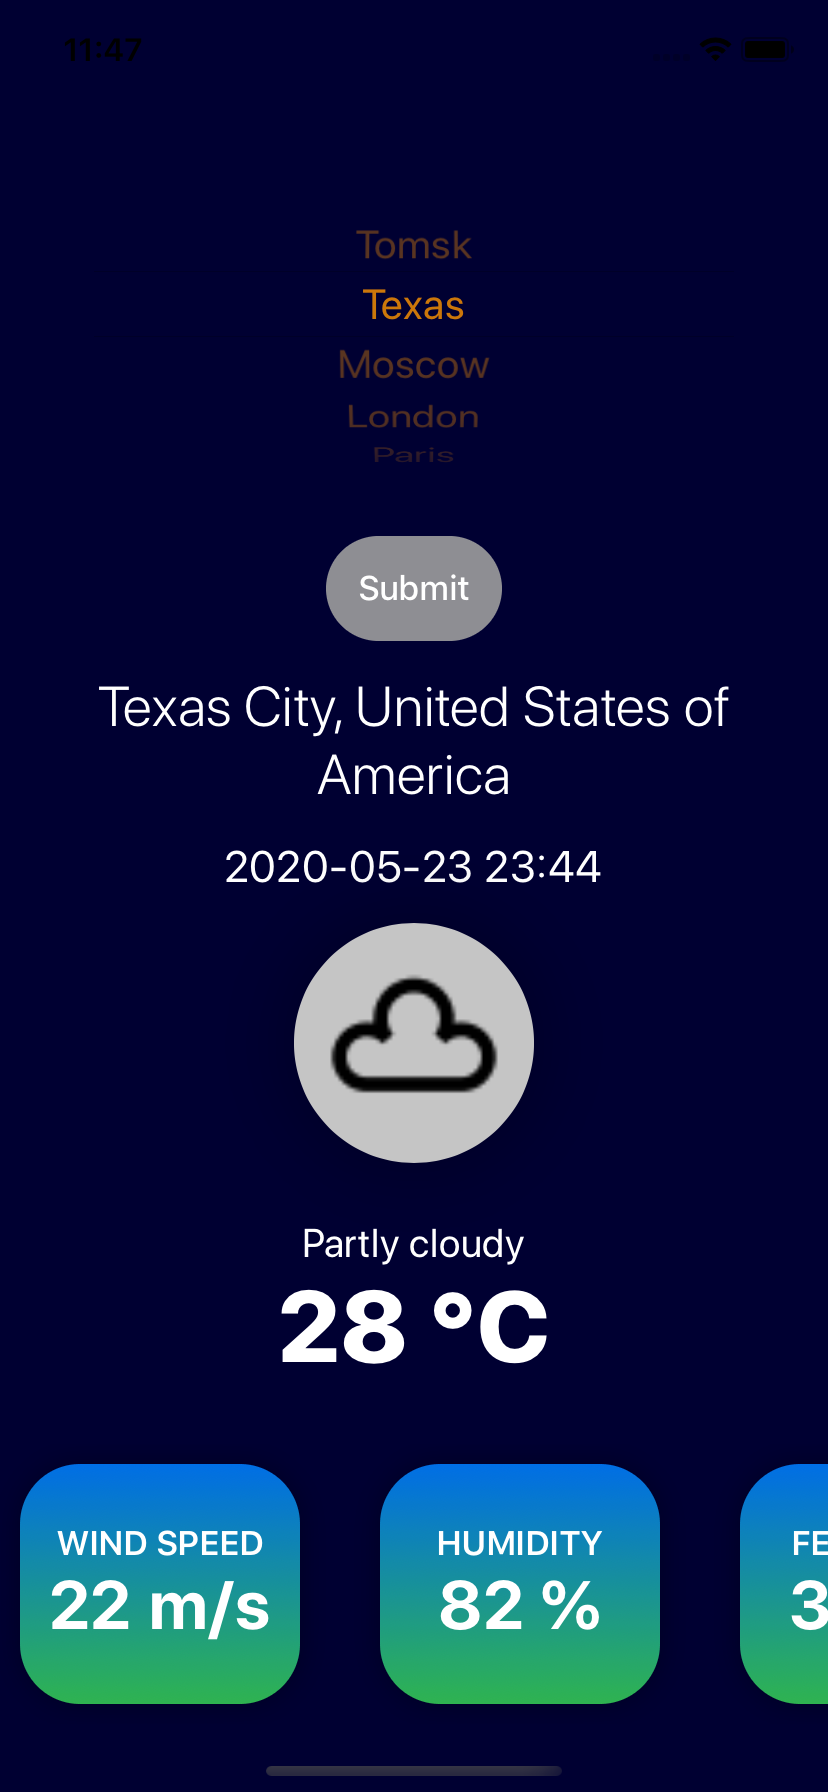 11:47
Tomsk
Texas
Moscow
London
Paris
Submit
Texas City, United States of
America
2020-05-23 23:44
Partly cloudy
28 °C
WIND SPEED
22 m/s
HUMIDITY
82 %
FE
3